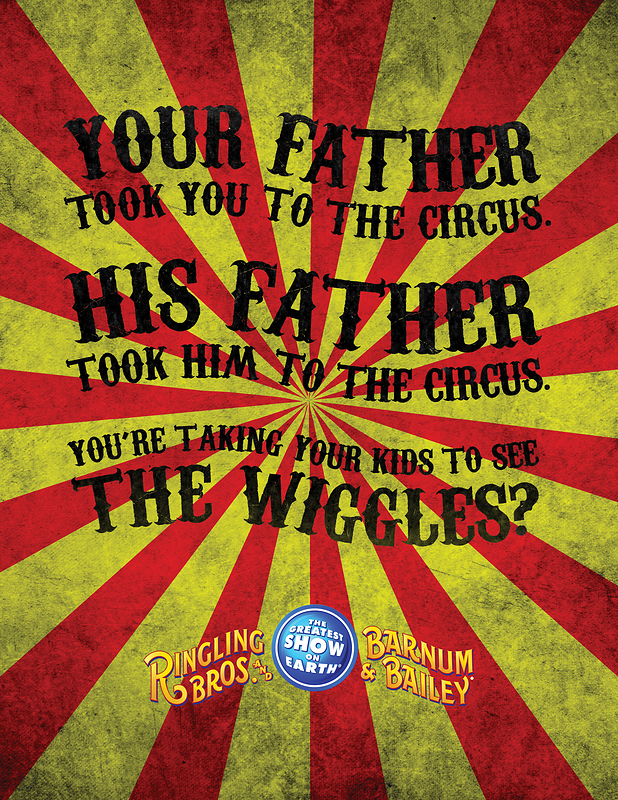 YOUR FATHER
TOOK YOU TO THE CIRCUS.
HIS FATHER
TOOK HIM TO THE CIRCUS.
YOU'RE TAKING YOUR KIDS TO SEE
THE WIGGLES?
RINGLING
BROS. AND
THE
GREATEST
SHOW
ON
EARTH®
BARNUM
& BAILEY®